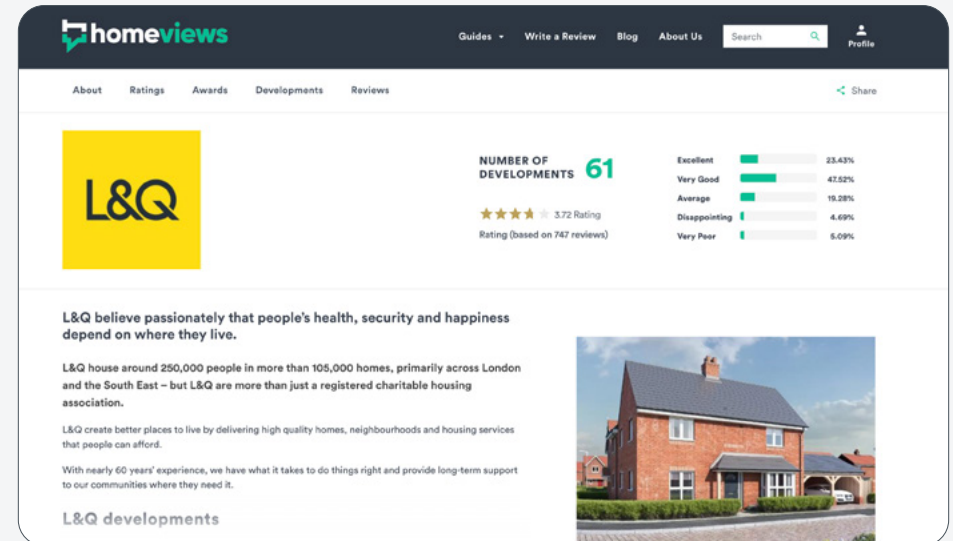 homeviews
Guides
Write a Review
Blog
About Us
Search
Profile
About
Ratings
Awards
Developments
Reviews
Share
L&Q
NUMBER OF
DEVELOPMENTS 61
3.72 Rating
Rating (based on 747 reviews)
Excellent 23.43%
Very Good 47.52%
Average 19.28%
Disappointing 4.69%
Very Poor 5.09%
L&Q believe passionately that people's health, security and happiness
depend on where they live.
L&Q house around 250,000 people in more than 105,000 homes, primarily across London
and the South East – but L&Q are more than just a registered charitable housing
association.
L&Q create better places to live by delivering high quality homes, neighbourhoods and housing services
that people can afford.
With nearly 60 years' experience, we have what it takes to do things right and provide long-term support
to our communities where they need it.
L&Q developments